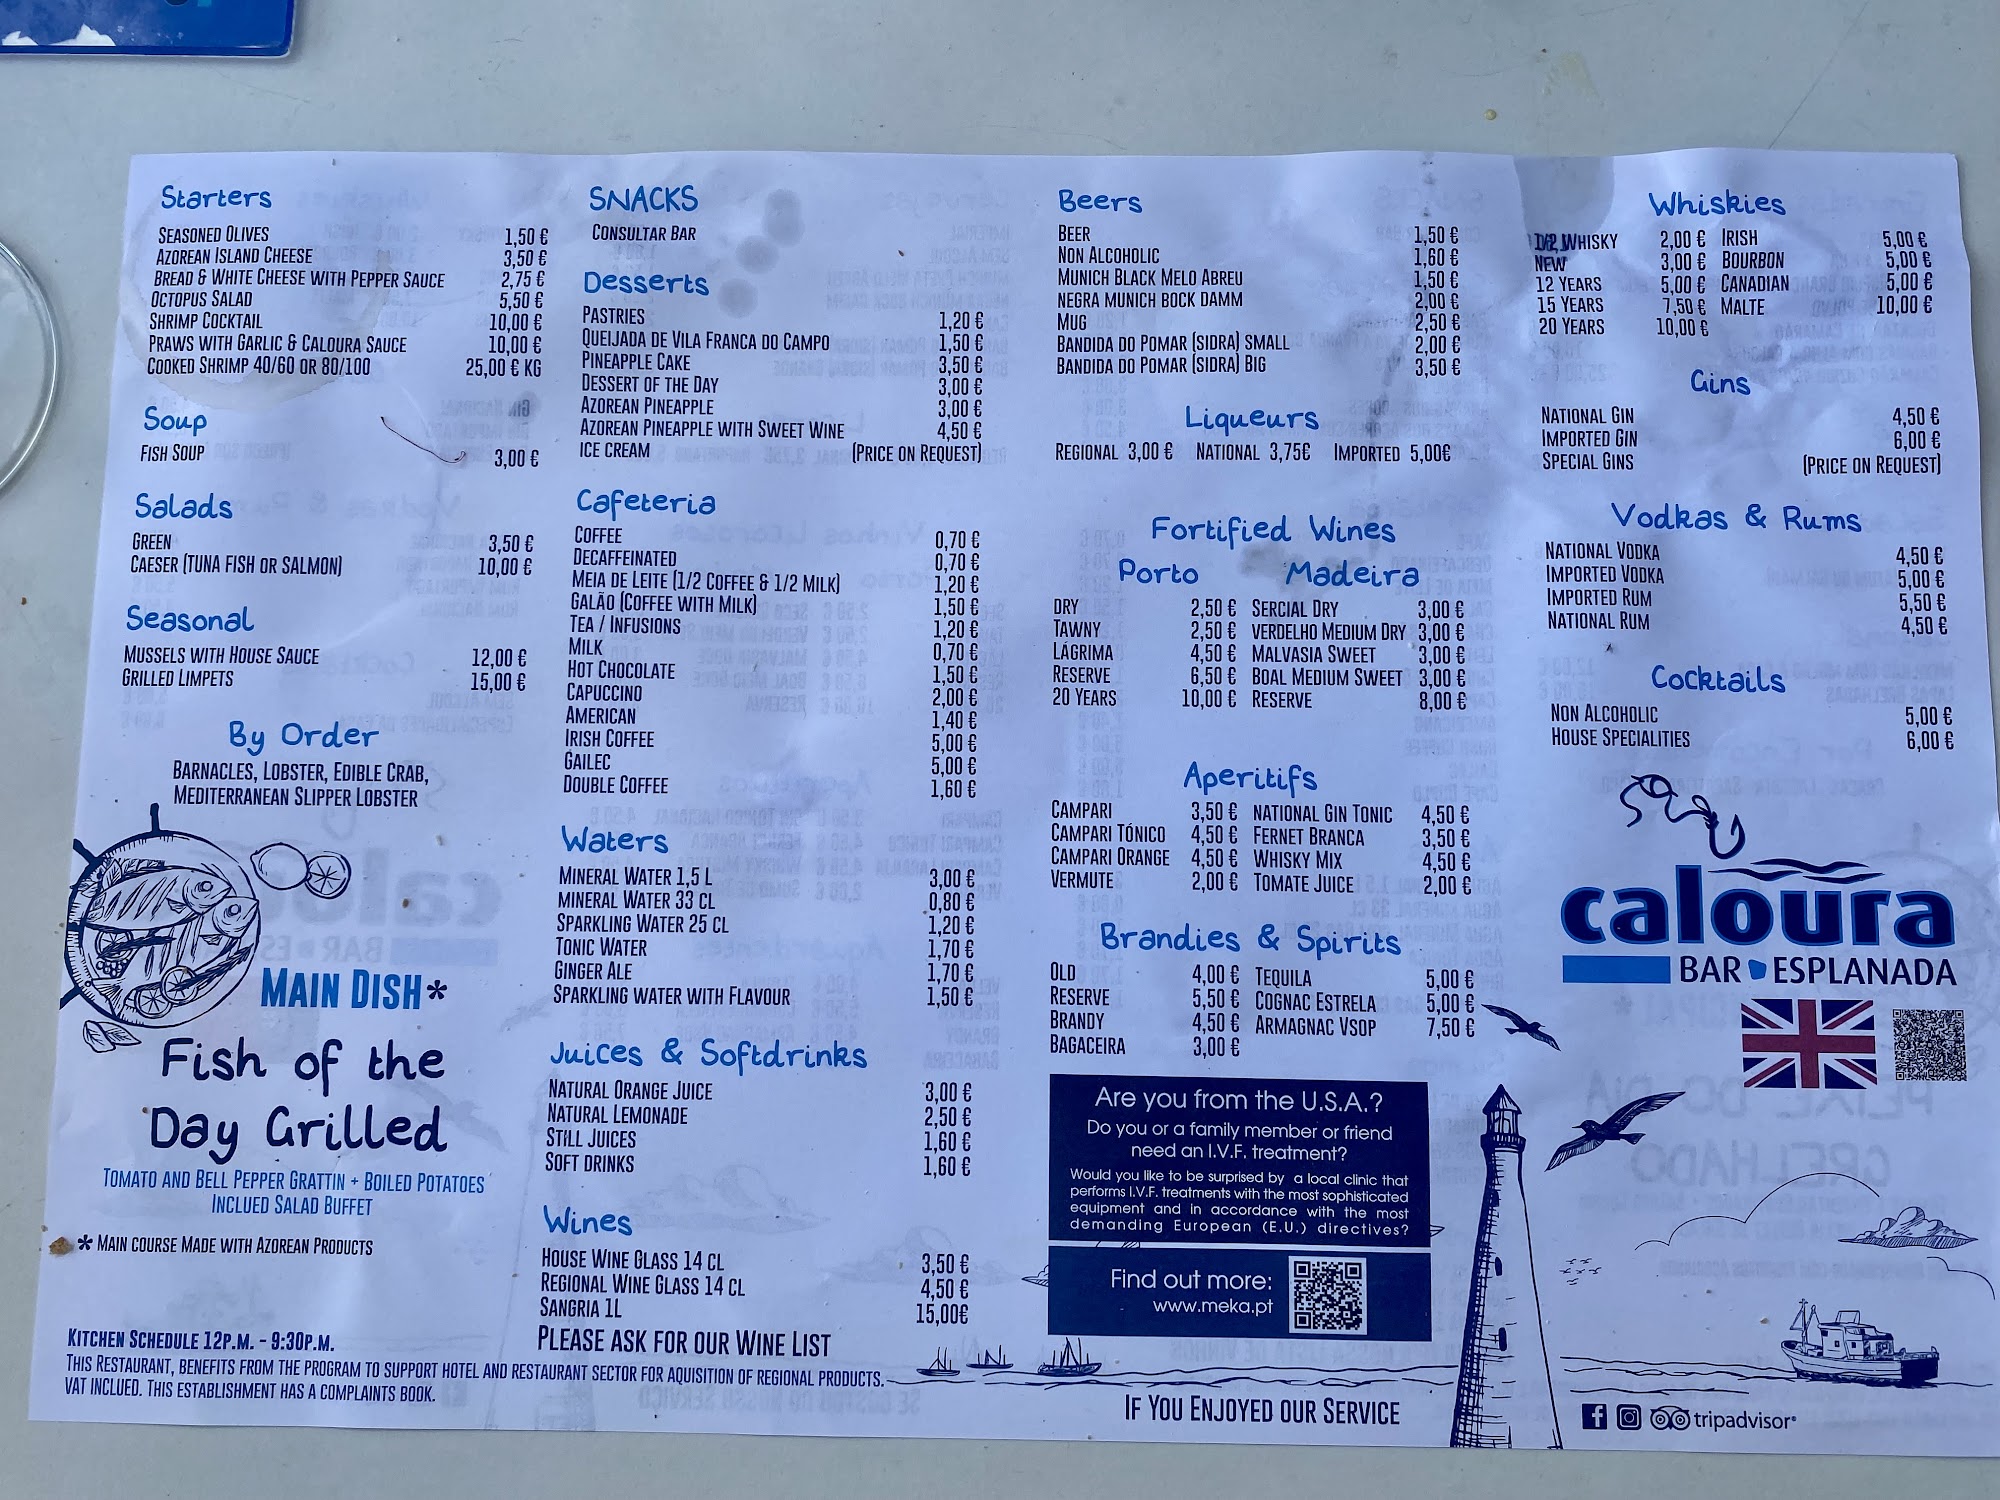 Starters
SEASONED OLIVES 1,50 €
AZOREAN ISLAND CHEESE 3,50 €
BREAD & WHITE CHEESE WITH PEPPER SAUCE 2,75 €
OCTOPUS SALAD 5,50 €
SHRIMP COCKTAIL 10,00 €
PRAWS WITH GARLIC & CALOURA SAUCE 10,00 €
COOKED SHRIMP 40/60 OR 80/100 25,00 € KG
Soup
FISH SOUP 3,00 €
Salads
GREEN 3,50 €
CAESER (TUNA FISH OR SALMON) 10,00 €
Seasonal
MUSSELS WITH HOUSE SAUCE 12,00 €
GRILLED LIMPETS 15,00 €
By Order
BARNACLES, LOBSTER, EDIBLE CRAB,
MEDITERRANEAN SLIPPER LOBSTER
MAIN DISH*
Fish of the
Day Grilled
TOMATO AND BELL PEPPER GRATTIN + BOILED POTATOES
INCLUED SALAD BUFFET
* MAIN COURSE MADE WITH AZOREAN PRODUCTS
KITCHEN SCHEDULE 12P.M. - 9:30P.M.
THIS RESTAURANT, BENEFITS FROM THE PROGRAM TO SUPPORT HOTEL AND RESTAURANT SECTOR FOR AQUISITION OF REGIONAL PRODUCTS.
VAT INCLUED. THIS ESTABLISHMENT HAS A COMPLAINTS BOOK.
SNACKS
CONSULTAR BAR
Desserts
PASTRIES 1,20 €
QUEIJADA DE VILA FRANCA DO CAMPO 1,50 €
PINEAPPLE CAKE 3,50 €
DESSERT OF THE DAY 3,00 €
AZOREAN PINEAPPLE 3,00 €
AZOREAN PINEAPPLE WITH SWEET WINE 4,50 €
ICE CREAM (PRICE ON REQUEST)
Cafeteria
COFFEE 0,70 €
DECAFFEINATED 0,70 €
MEIA DE LEITE (1/2 COFFEE & 1/2 MILK) 1,20 €
GALÃO (COFFEE WITH MILK) 1,50 €
TEA / INFUSIONS 1,20 €
MILK 0,70 €
HOT CHOCOLATE 1,50 €
CAPUCCINO 2,00 €
AMERICAN 1,40 €
IRISH COFFEE 5,00 €
GAILEC 5,00 €
DOUBLE COFFEE 1,60 €
Waters
MINERAL WATER 1,5 L 3,00 €
MINERAL WATER 33 CL 0,80 €
SPARKLING WATER 25 CL 1,20 €
TONIC WATER 1,70 €
GINGER ALE 1,70 €
SPARKLING WATER WITH FLAVOUR 1,50 €
Juices & Softdrinks
NATURAL ORANGE JUICE 3,00 €
NATURAL LEMONADE 2,50 €
STILL JUICES 1,60 €
SOFT DRINKS 1,60 €
Wines
HOUSE WINE GLASS 14 CL 3,50 €
REGIONAL WINE GLASS 14 CL 4,50 €
SANGRIA 1L 15,00€
PLEASE ASK FOR OUR WINE LIST
Beers
BEER 1,50 €
NON ALCOHOLIC 1,60 €
MUNICH BLACK MELO ABREU 1,50 €
NEGRA MUNICH BOCK DAMM 2,00 €
MUG 2,50 €
BANDIDA DO POMAR (SIDRA) SMALL 2,00 €
BANDIDA DO POMAR (SIDRA) BIG 3,50 €
Liqueurs
REGIONAL 3,00 € NATIONAL 3,75€ IMPORTED 5,00€
Fortified Wines
Porto Madeira
DRY 2,50 € SERCIAL DRY 3,00 €
TAWNY 2,50 € VERDELHO MEDIUM DRY 3,00 €
LÁGRIMA 4,50 € MALVASIA SWEET 3,00 €
RESERVE 6,50 € BOAL MEDIUM SWEET 3,00 €
20 YEARS 10,00 € RESERVE 8,00 €
Aperitifs
CAMPARI 3,50 € NATIONAL GIN TONIC 4,50 €
CAMPARI TÓNICO 4,50 € FERNET BRANCA 3,50 €
CAMPARI ORANGE 4,50 € WHISKY MIX 4,50 €
VERMUTE 2,00 € TOMATE JUICE 2,00 €
Brandies & Spirits
OLD 4,00 € TEQUILA 5,00 €
RESERVE 5,50 € COGNAC ESTRELA 5,00 €
BRANDY 4,50 € ARMAGNAC VSOP 7,50 €
BAGACEIRA 3,00 €
Are you from the U.S.A.?
Do you or a family member or friend
need an I.V.F. treatment?
Would you like to be surprised by a local clinic that
performs I.V.F. treatments with the most sophisticated
equipment and in accordance with the most
demanding European (E.U.) directives?
Find out more:
www.meka.pt
IF YOU ENJOYED OUR SERVICE
Whiskies
1/2 WHISKY 2,00 € IRISH 5,00 €
NEW 3,00 € BOURBON 5,00 €
12 YEARS 5,00 € CANADIAN 5,00 €
15 YEARS 7,50 € MALTE 10,00 €
20 YEARS 10,00 €
Gins
NATIONAL GIN 4,50 €
IMPORTED GIN 6,00 €
SPECIAL GINS (PRICE ON REQUEST)
Vodkas & Rums
NATIONAL VODKA 4,50 €
IMPORTED VODKA 5,00 €
IMPORTED RUM 5,50 €
NATIONAL RUM 4,50 €
Cocktails
NON ALCOHOLIC 5,00 €
HOUSE SPECIALITIES 6,00 €
caloura
BAR ESPLANADA
tripadvisor